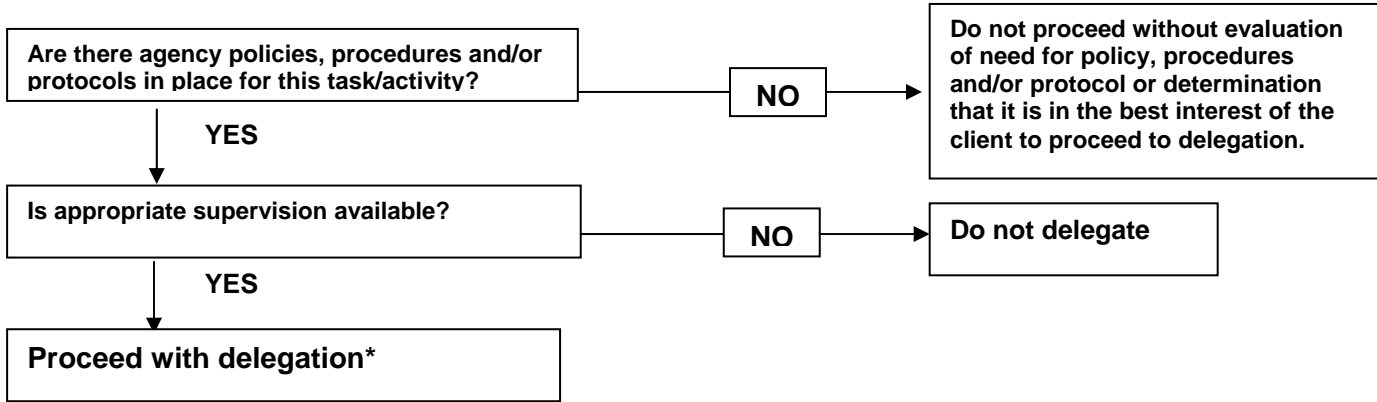 Are there agency policies, procedures and/or
protocols in place for this task/activity?
NO
Do not proceed without evaluation
of need for policy, procedures
and/or protocol or determination
that it is in the best interest of the
client to proceed to delegation.
YES
Is appropriate supervision available?
NO
Do not delegate
YES
Proceed with delegation*